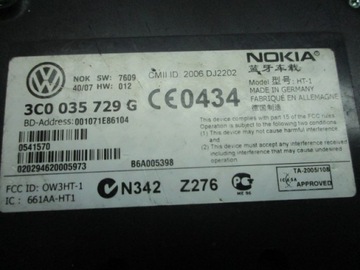 NOK SW: 7609
40/07 HW: 012
CMII ID: 2006 DJ2202
NOKIA
蓝牙车载
Model 型号: HT-1
MADE IN GERMANY
FABRIQUÉ EN ALLEMAGNE
德国制造
3C0 035 729 G
CE0434
BD-Address: 001071E86104
0541570
020294620005973
B6A005398
This device complies with part 15 of the FCC rules.
Operation is subject to the following
two conditions:
(1) this device may not cause harmful
interference, and
(2) this device must accept any interference
received, including interference that may cause
undesired operation.
FCC ID: OW3HT-1
IC: 661AA-HT1
N342
Z276
TA-2005/108
ICASA
APPROVED